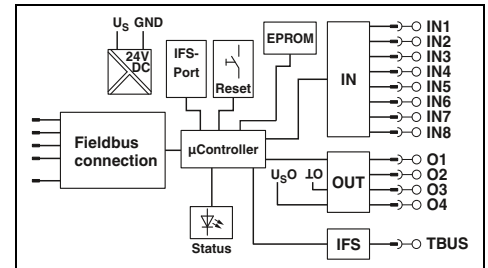 US GND
24V
DC
IFS-
Port
Reset
EPROM
IN
IN1
IN2
IN3
IN4
IN5
IN6
IN7
IN8
Fieldbus
connection
µController
USO
⊥O
OUT
O1
O2
O3
O4
Status
IFS
TBUS